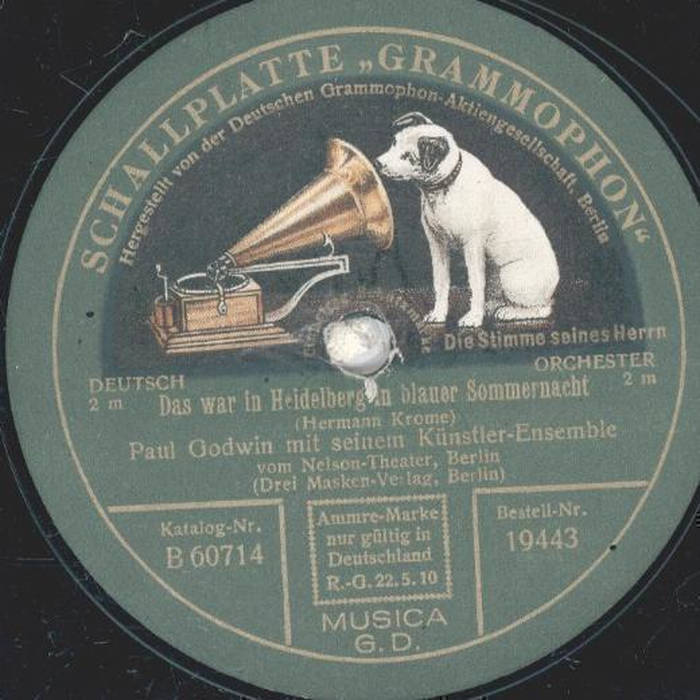 SCHALLPLATTE „GRAMMOPHON“
Hergestellt von der Deutschen Grammophon-Aktiengesellschaft, Berlin
Die Stimme seines Herrn
DEUTSCH
2 m
ORCHESTER
2 m
Das war in Heidelberg in blauer Sommernacht
(Hermann Krome)
Paul Godwin mit seinem Künstler-Ensemble
vom Nelson-Theater, Berlin
(Drei Masken-Verlag, Berlin)
Katalog-Nr.
B 60714
Ammre-Marke
nur gültig in
Deutschland
R.-G. 22.5.10
Bestell-Nr.
19443
MUSICA
G.D.